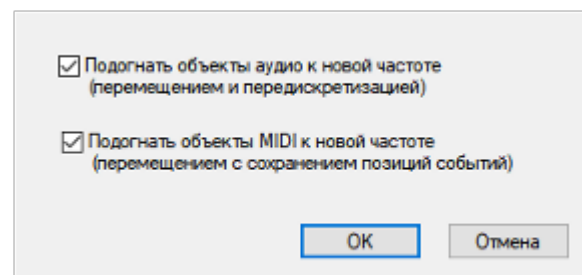 Подогнать объекты аудио к новой частоте
(перемещением и передискретизацией)
Подогнать объекты MIDI к новой частоте
(перемещением с сохранением позиций событий)
OK
Отмена